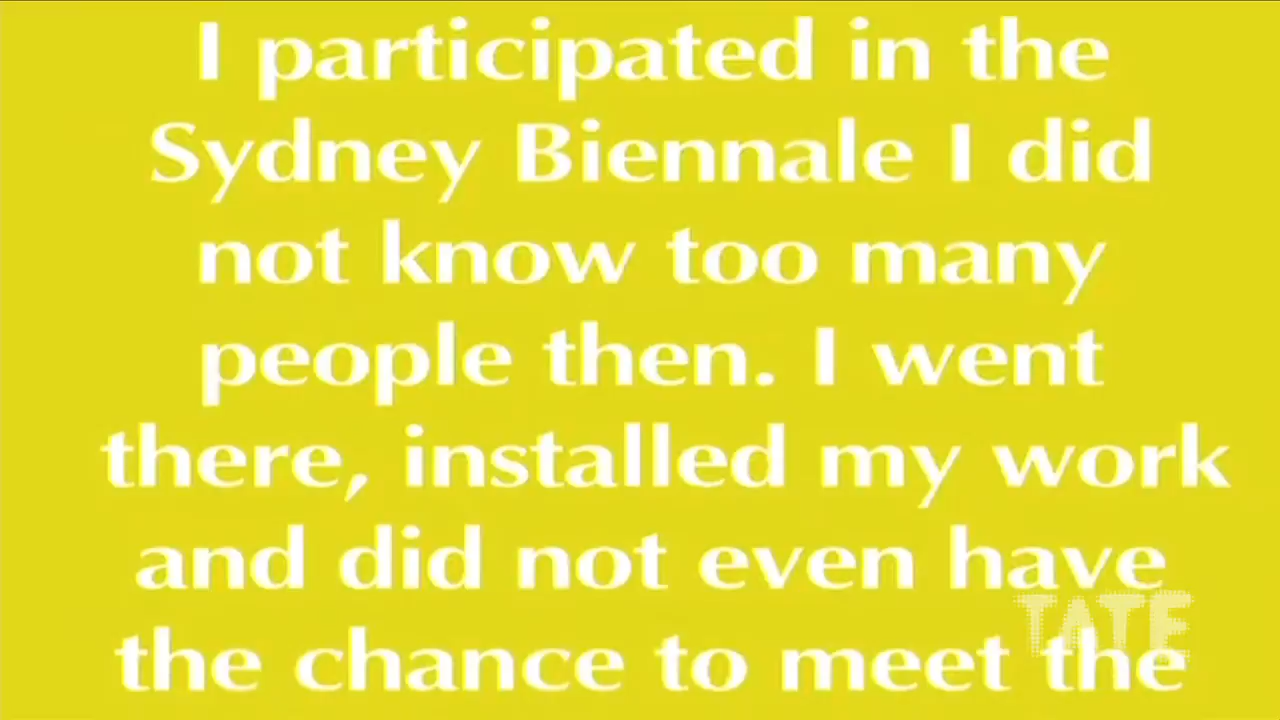 I participated in the
Sydney Biennale I did
not know too many
people then. I went
there, installed my work
and did not even have
the chance to meet the
TATE